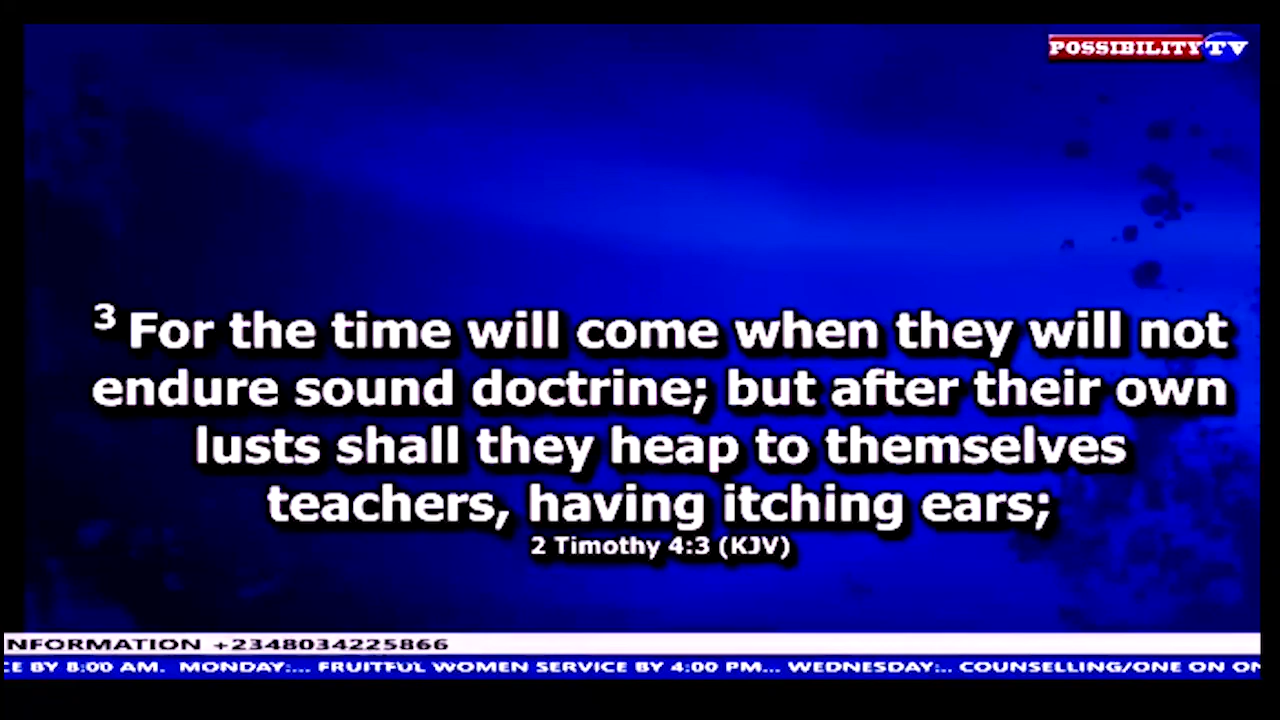 POSSIBILITY TV
3 For the time will come when they will not
endure sound doctrine; but after their own
lusts shall they heap to themselves
teachers, having itching ears;
2 Timothy 4:3 (KJV)
NFORMATION +2348034225866
CE BY 8:00 AM. MONDAY:... FRUITFUL WOMEN SERVICE BY 4:00 PM... WEDNESDAY:.. COUNSELLING/ONE ON ON